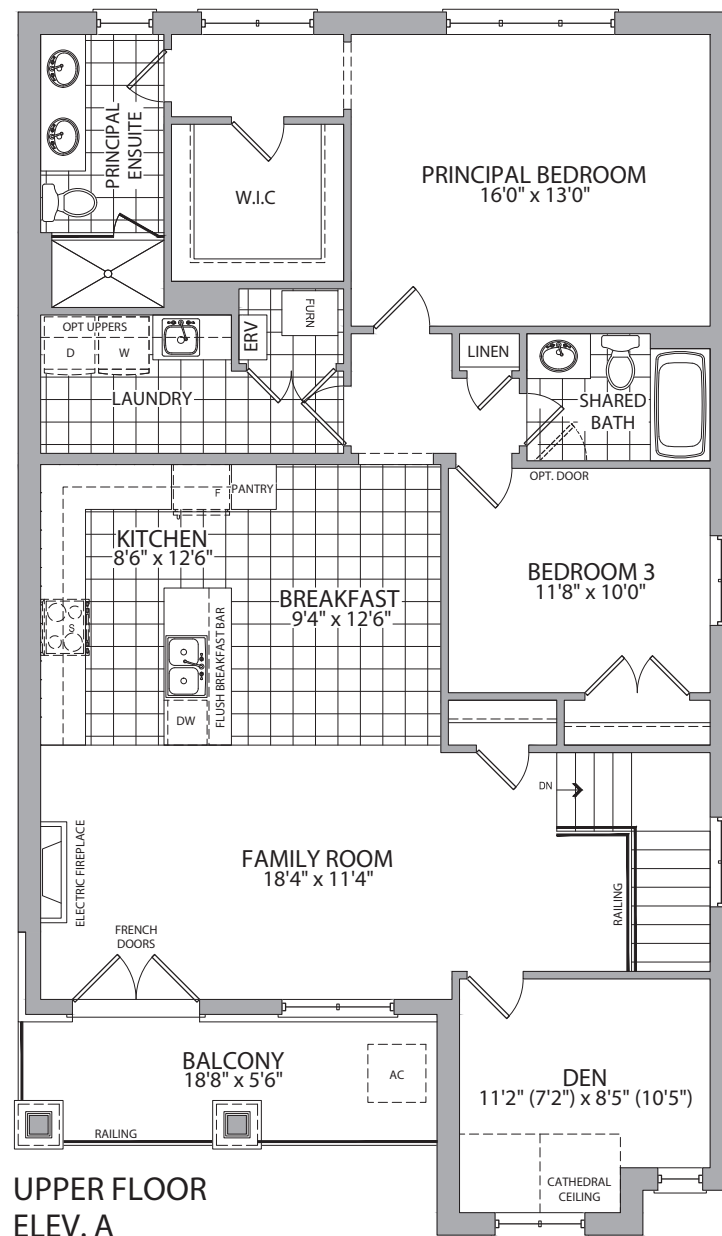 PRINCIPAL
ENSUITE
W.I.C
PRINCIPAL BEDROOM
16'0" x 13'0"
OPT UPPERS
D
W
ERV
FURN
LAUNDRY
LINEN
SHARED
BATH
OPT. DOOR
F
PANTRY
KITCHEN
8'6" x 12'6"
S
BREAKFAST
9'4" x 12'6"
FLUSH BREAKFAST BAR
DW
BEDROOM 3
11'8" x 10'0"
DN
ELECTRIC FIREPLACE
FAMILY ROOM
18'4" x 11'4"
RAILING
FRENCH
DOORS
BALCONY
18'8" x 5'6"
AC
RAILING
DEN
11'2" (7'2") x 8'5" (10'5")
CATHEDRAL
CEILING
UPPER FLOOR
ELEV. A